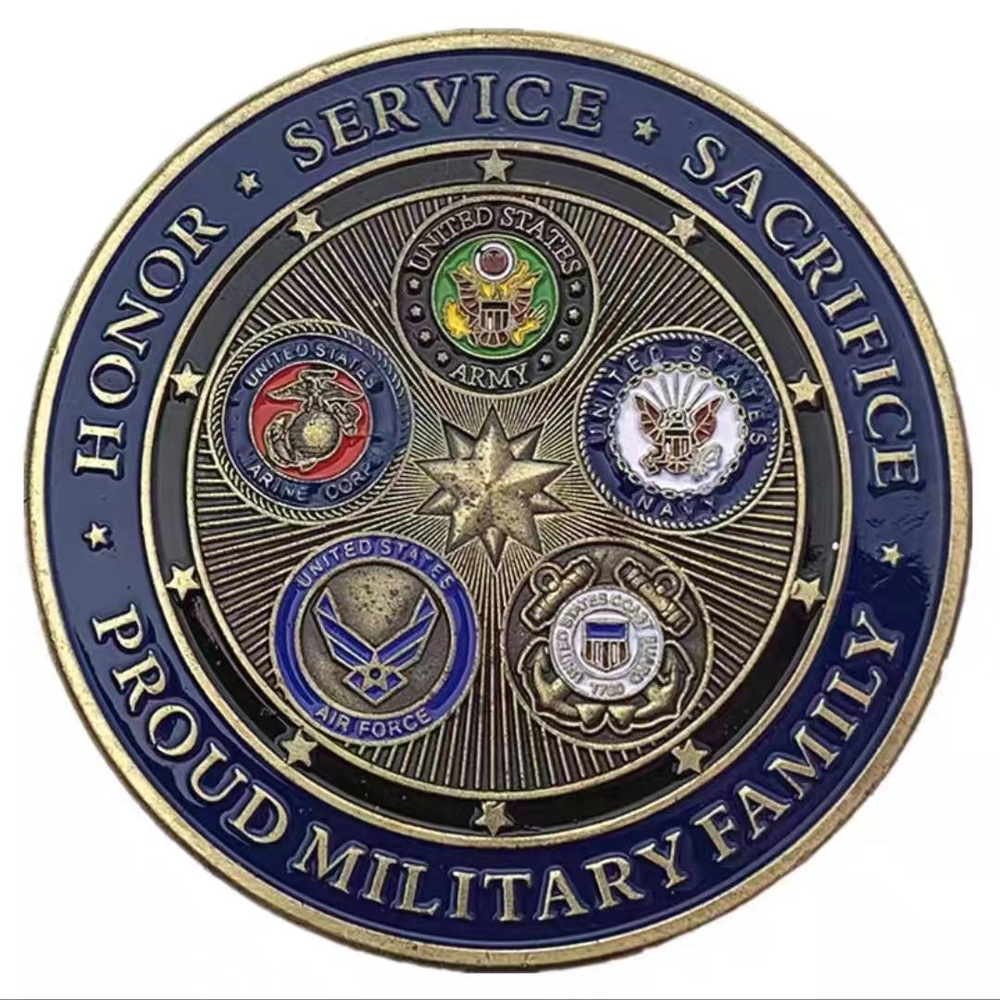 HONOR ★ SERVICE ★ SACRIFICE
PROUD MILITARY FAMILY
UNITED STATES
ARMY
UNITED STATES
MARINE CORPS
UNITED STATES
NAVY
UNITED STATES
AIR FORCE
UNITED STATES COAST GUARD
1790